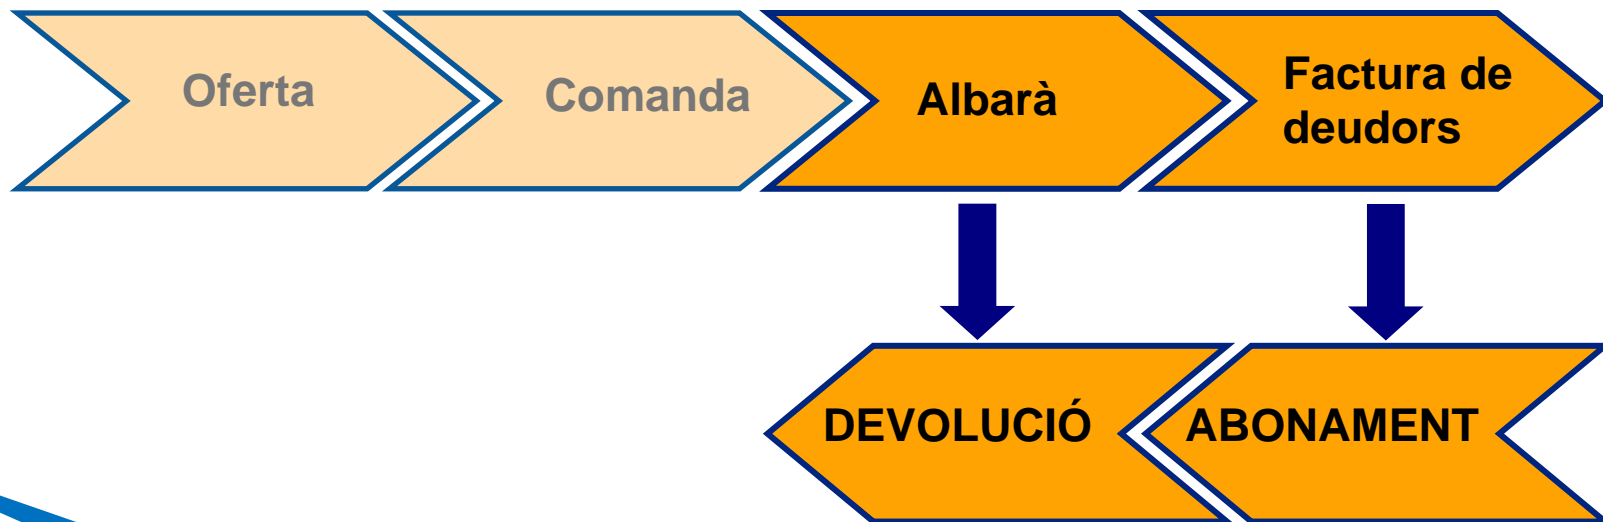 Oferta
Comanda
Albarà
Factura de
deudors
DEVOLUCIÓ
ABONAMENT